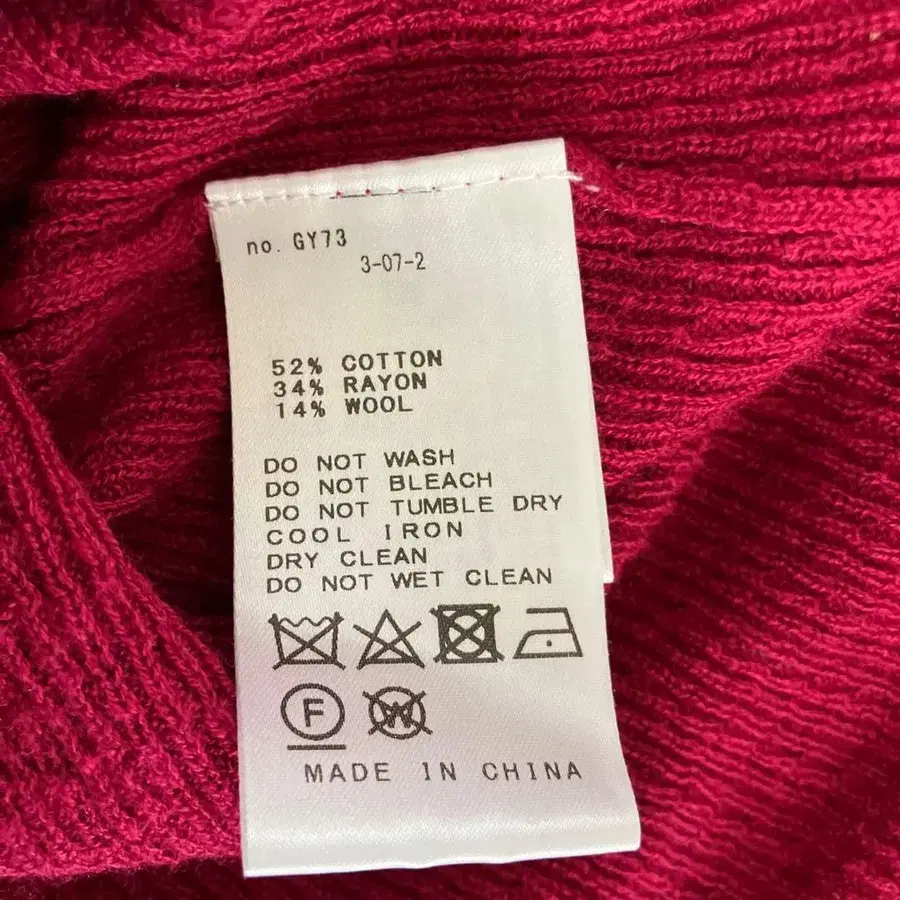 no. GY73
3-07-2
52% COTTON
34% RAYON
14% WOOL
DO NOT WASH
DO NOT BLEACH
DO NOT TUMBLE DRY
COOL IRON
DRY CLEAN
DO NOT WET CLEAN
F W
MADE IN CHINA